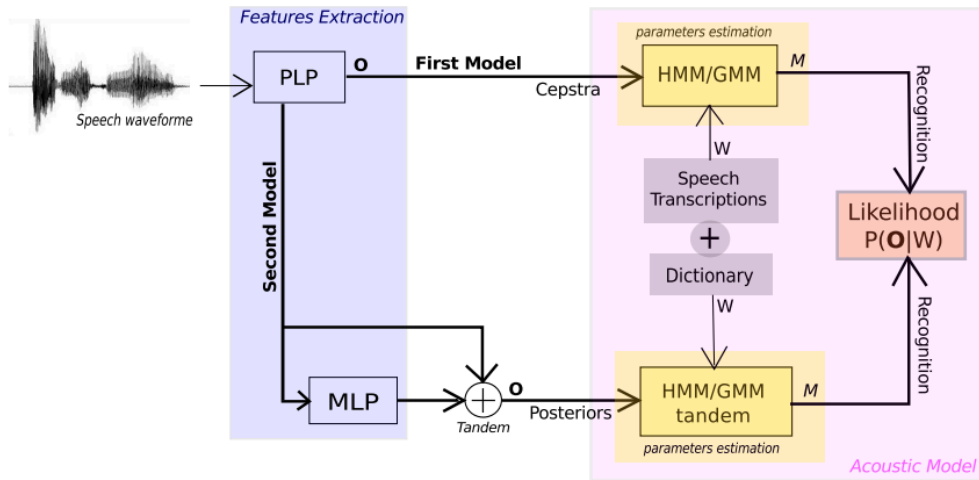 Features Extraction
Speech waveforme
PLP
O
First Model
Cepstra
parameters estimation
HMM/GMM
M
Recognition
W
Speech
Transcriptions
+
Dictionary
W
Likelihood
P(O|W)
Second Model
MLP
+
Tandem
O
Posteriors
HMM/GMM
tandem
M
parameters estimation
Recognition
Acoustic Model